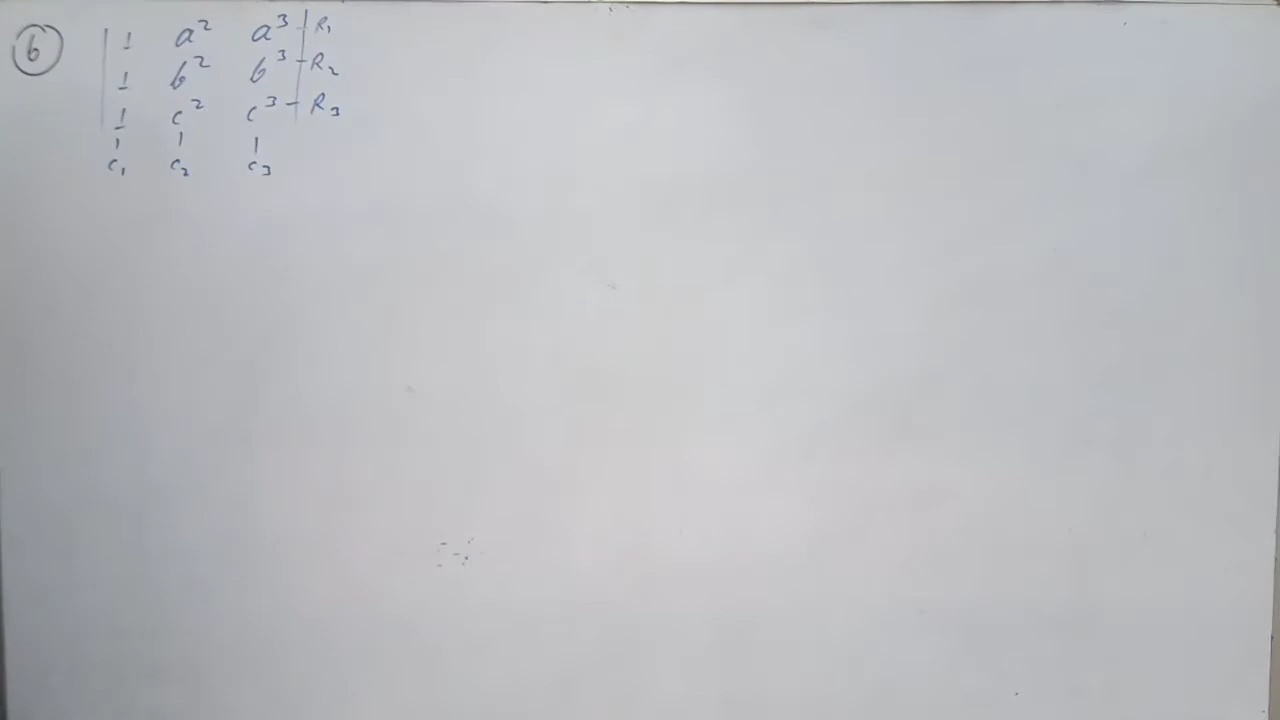 ⑥ | 1 a² a³ | - R₁
1 b² b³ - R₂
1 c² c³ - R₃
c₁ c₂ c₃